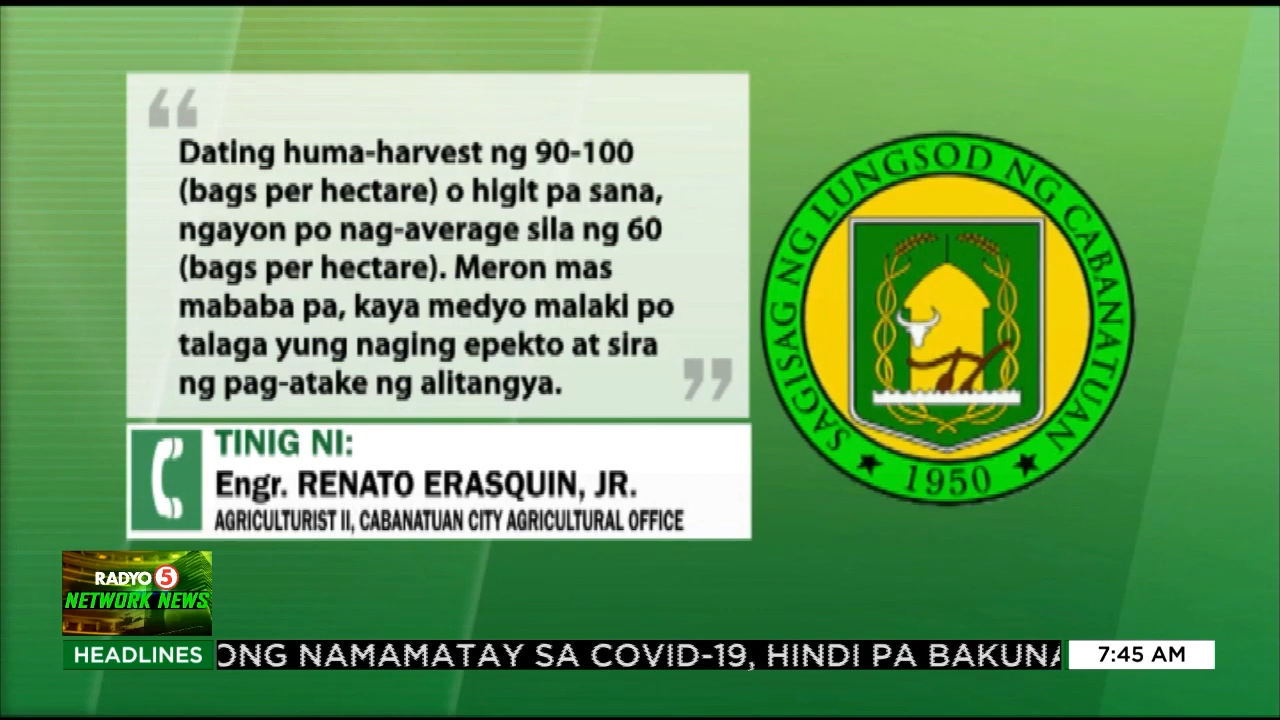 “
Dating huma-harvest ng 90-100
(bags per hectare) o higit pa sana,
ngayon po nag-average sila ng 60
(bags per hectare). Meron mas
mababa pa, kaya medyo malaki po
talaga yung naging epekto at sira
ng pag-atake ng alitangya.
”
TINIG NI:
Engr. RENATO ERASQUIN, JR.
AGRICULTURIST II, CABANATUAN CITY AGRICULTURAL OFFICE
SAGISAG NG LUNGSOD NG CABANATUAN
★ 1950 ★
RADYO 5
NETWORK NEWS
HEADLINES
ONG NAMAMATAY SA COVID-19, HINDI PA BAKUNA
7:45 AM